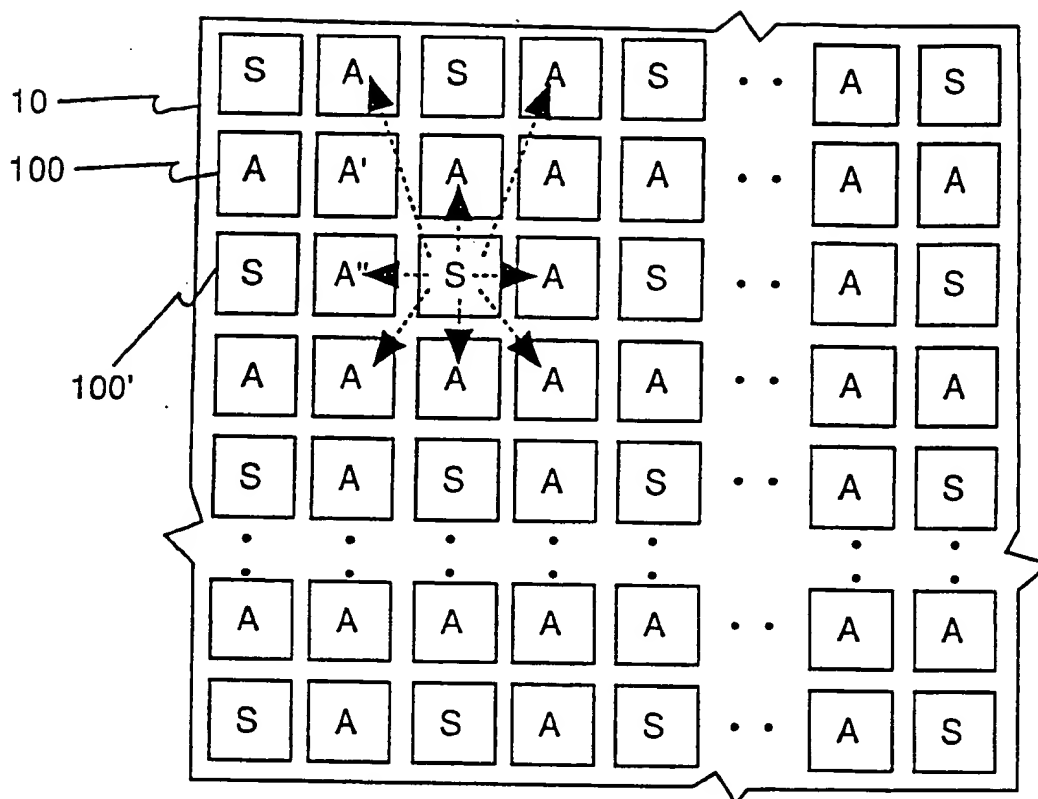 S A S A S · · A S
10
100 A A' A A A · · A A
S A" S A S · · A S
100' A A A A A · · A A
S A S A S · · A S
A A A A A · · A A
S A S A S · · A S